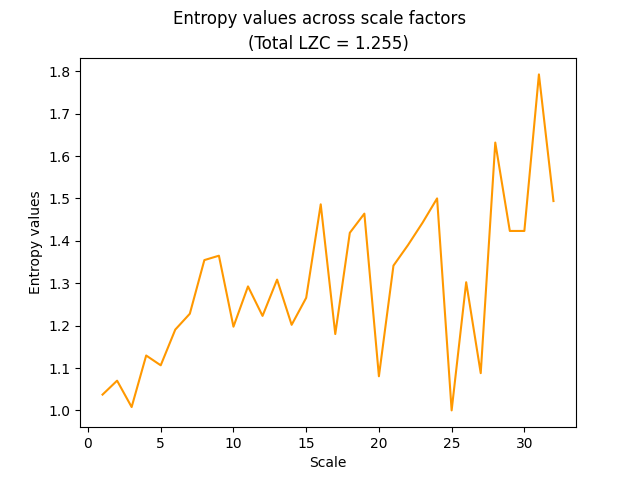 Entropy values across scale factors
(Total LZC = 1.255)
1.8
1.7
1.6
1.5
1.4
1.3
1.2
1.1
1.0
Entropy values
0 5 10 15 20 25 30
Scale